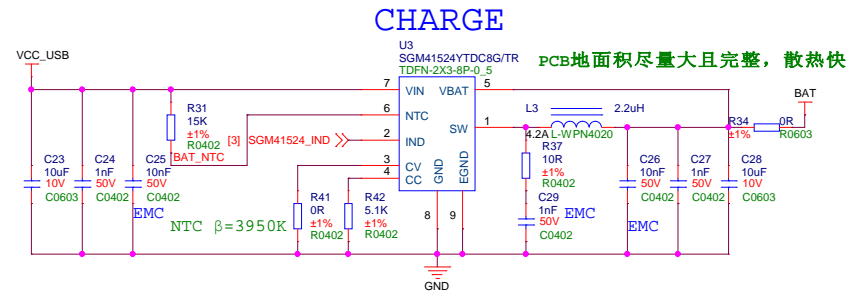 CHARGE
VCC_USB
U3
SGM41524YTDC8G/TR
TDFN-2X3-8P-0_5
PCB地面积尽量大且完整，散热快
7
VIN
VBAT
5
BAT
6
NTC
2
IND
SW
1
3
CV
4
CC
GND
EGND
8
9
R31
15K
±1%
R0402
BAT_NTC
[3]
SGM41524_IND
L3
2.2uH
4.2A
L-WPN4020
R34
0R
±1%
R0603
C23
10uF
10V
C0603
C24
1nF
50V
C0402
C25
10nF
50V
C0402
EMC
NTC β=3950K
R41
0R
±1%
R0402
R42
5.1K
±1%
R0402
R37
10R
±1%
R0402
C29
1nF
50V
C0402
EMC
C26
10nF
50V
C0402
EMC
C27
1nF
50V
C0402
C28
10uF
10V
C0603
GND